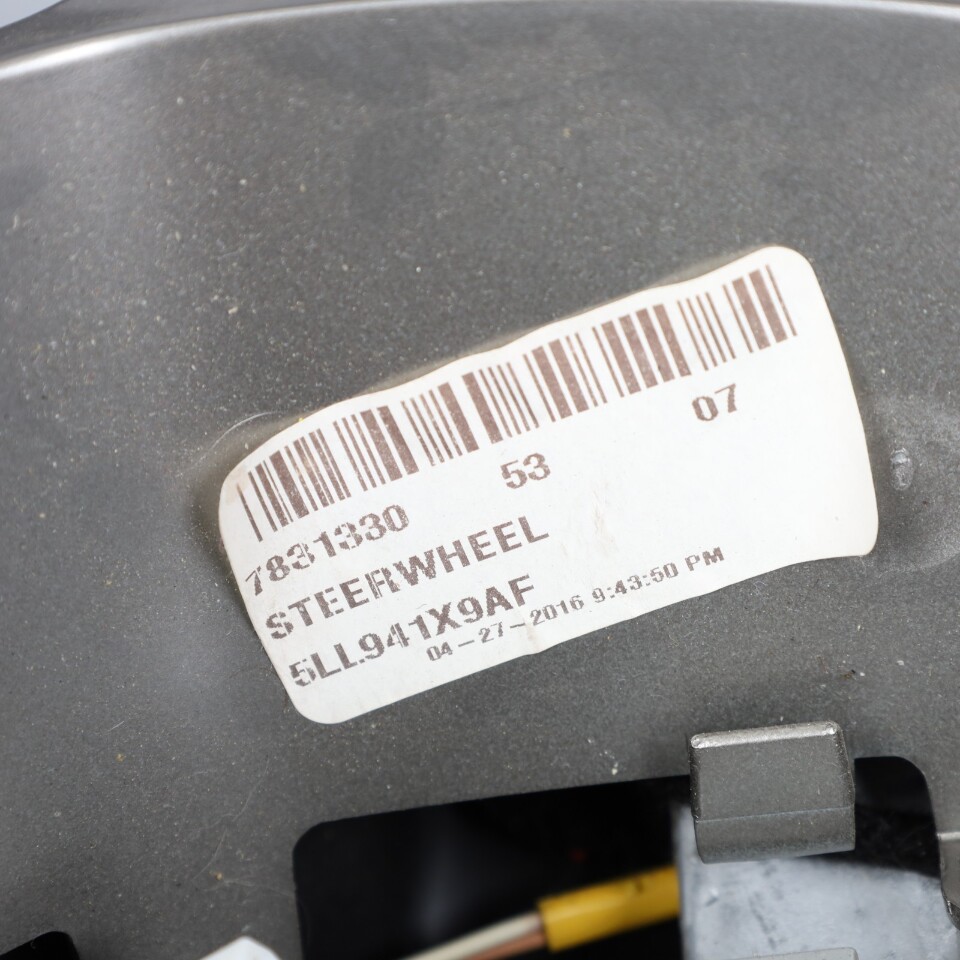 7831330 53 07
STEERWHEEL
5LL941X9AF
04-27-2016 9:43:50 PM